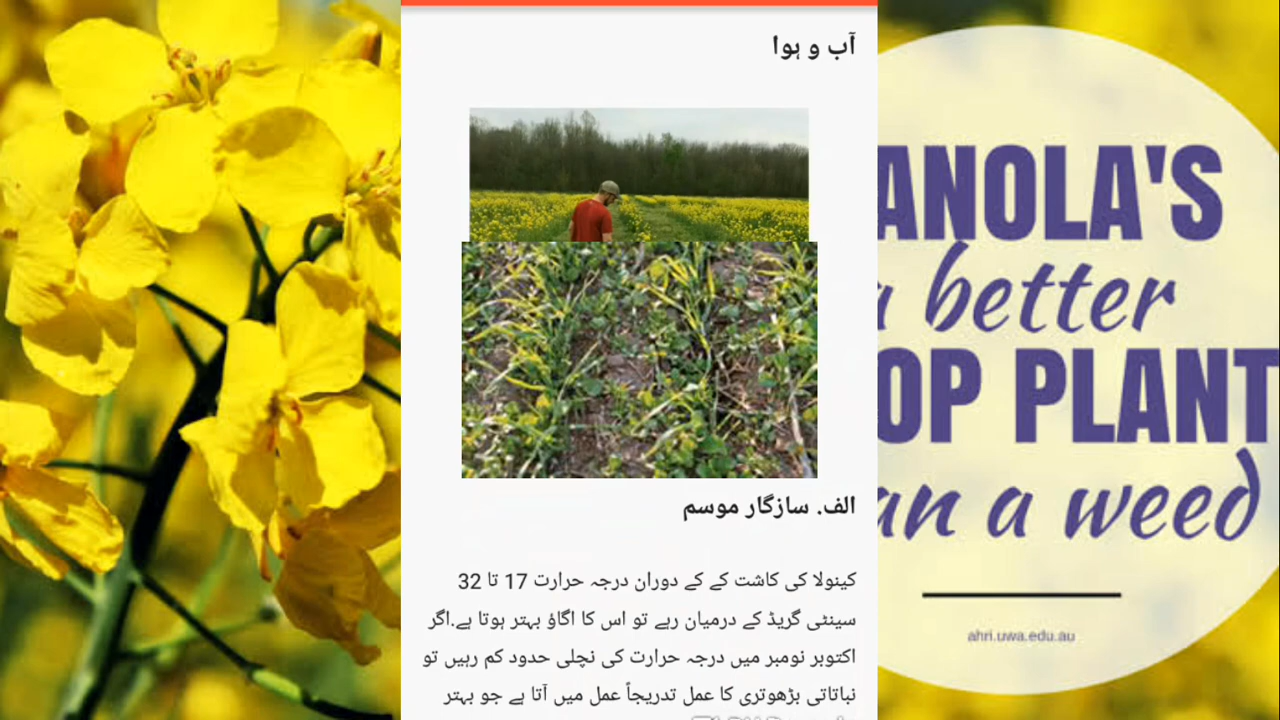 آب و ہوا
الف. سازگار موسم
کینولا کی کاشت کے کے دوران درجہ حرارت 17 تا 32
سینٹی گریڈ کے درمیان رہے تو اس کا اگاؤ بہتر ہوتا ہے.اگر
اکتوبر نومبر میں درجہ حرارت کی نچلی حدود کم رہیں تو
نباتاتی بڑھوتری کا عمل تدریجاً عمل میں آتا ہے جو بہتر
ANOLA'S
a better
OP PLANT
an a weed
ahri.uwa.edu.au